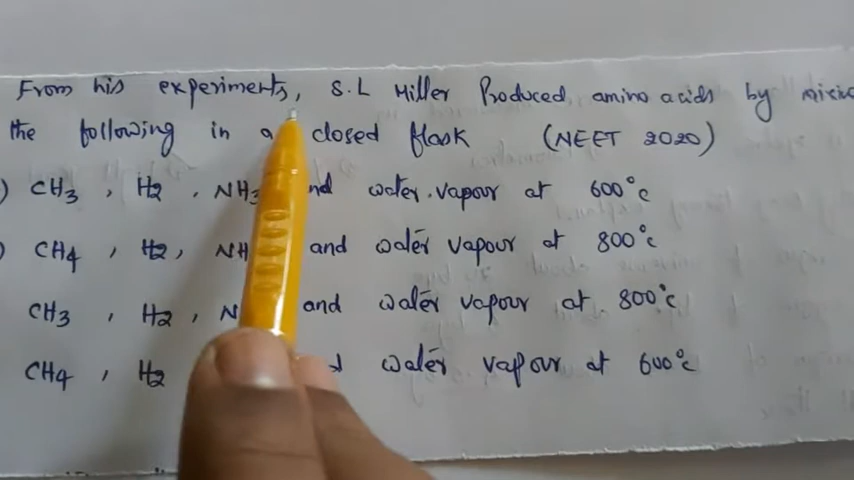 From his experiments, S.L Miller Produced amino acids by
the following in a closed flask (NEET 2020)
) CH3 , H2 , NH3 and water vapour at 600°c
) CH4 , H2 , NH and water vapour at 800°c
CH3 , H2 , N and water vapour at 800°c
CH4 , H2 water vapour at 600°c